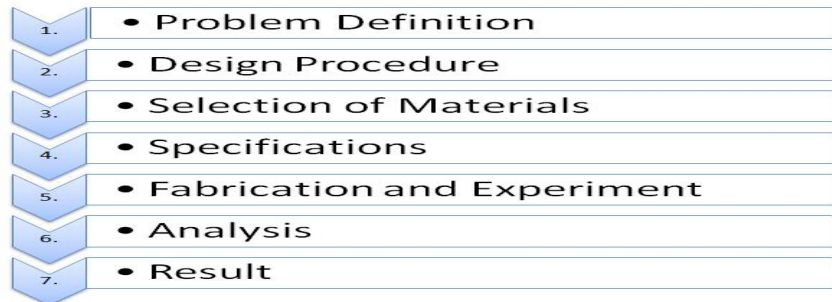 1. • Problem Definition
2. • Design Procedure
3. • Selection of Materials
4. • Specifications
5. • Fabrication and Experiment
6. • Analysis
7. • Result